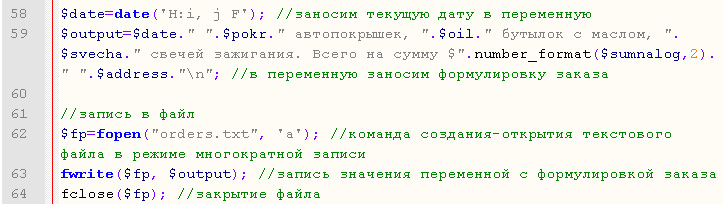 58 $date=date('H:i, j F'); //заносим текущую дату в переменную
59 $output=$date." ".$pokr." автопокрышек, ".$oil." бутылок с маслом, ".
$svecha." свечей зажигания. Всего на сумму $".number_format($sumnalog,2).
" ".$address."\n"; //в переменную заносим формулировку заказа
60
61 //запись в файл
62 $fp=fopen("orders.txt", 'a'); //команда создания-открытия текстового
файла в режиме многократной записи
63 fwrite($fp, $output); //запись значения переменной с формулировкой заказа
64 fclose($fp); //закрытие файла